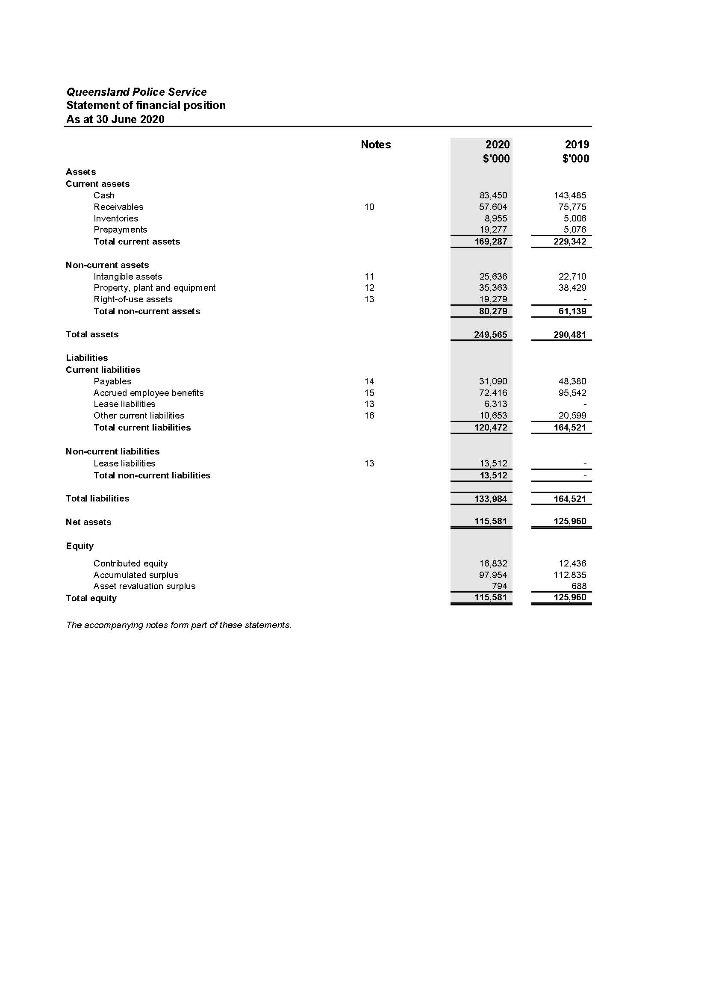 Queensland Police Service
Statement of financial position
As at 30 June 2020
Notes 2020 2019
$'000 $'000
Assets
Current assets
Cash 83,450 143,485
Receivables 10 57,604 75,775
Inventories 8,955 5,006
Prepayments 19,277 5,076
Total current assets 169,287 229,342
Non-current assets
Intangible assets 11 25,636 22,710
Property, plant and equipment 12 35,363 38,429
Right-of-use assets 13 19,279 -
Total non-current assets 80,279 61,139
Total assets 249,565 290,481
Liabilities
Current liabilities
Payables 14 31,090 48,380
Accrued employee benefits 15 72,416 95,542
Lease liabilities 13 6,313 -
Other current liabilities 16 10,653 20,599
Total current liabilities 120,472 164,521
Non-current liabilities
Lease liabilities 13 13,512 -
Total non-current liabilities 13,512 -
Total liabilities 133,984 164,521
Net assets 115,581 125,960
Equity
Contributed equity 16,832 12,436
Accumulated surplus 97,954 112,835
Asset revaluation surplus 794 688
Total equity 115,581 125,960
The accompanying notes form part of these statements.